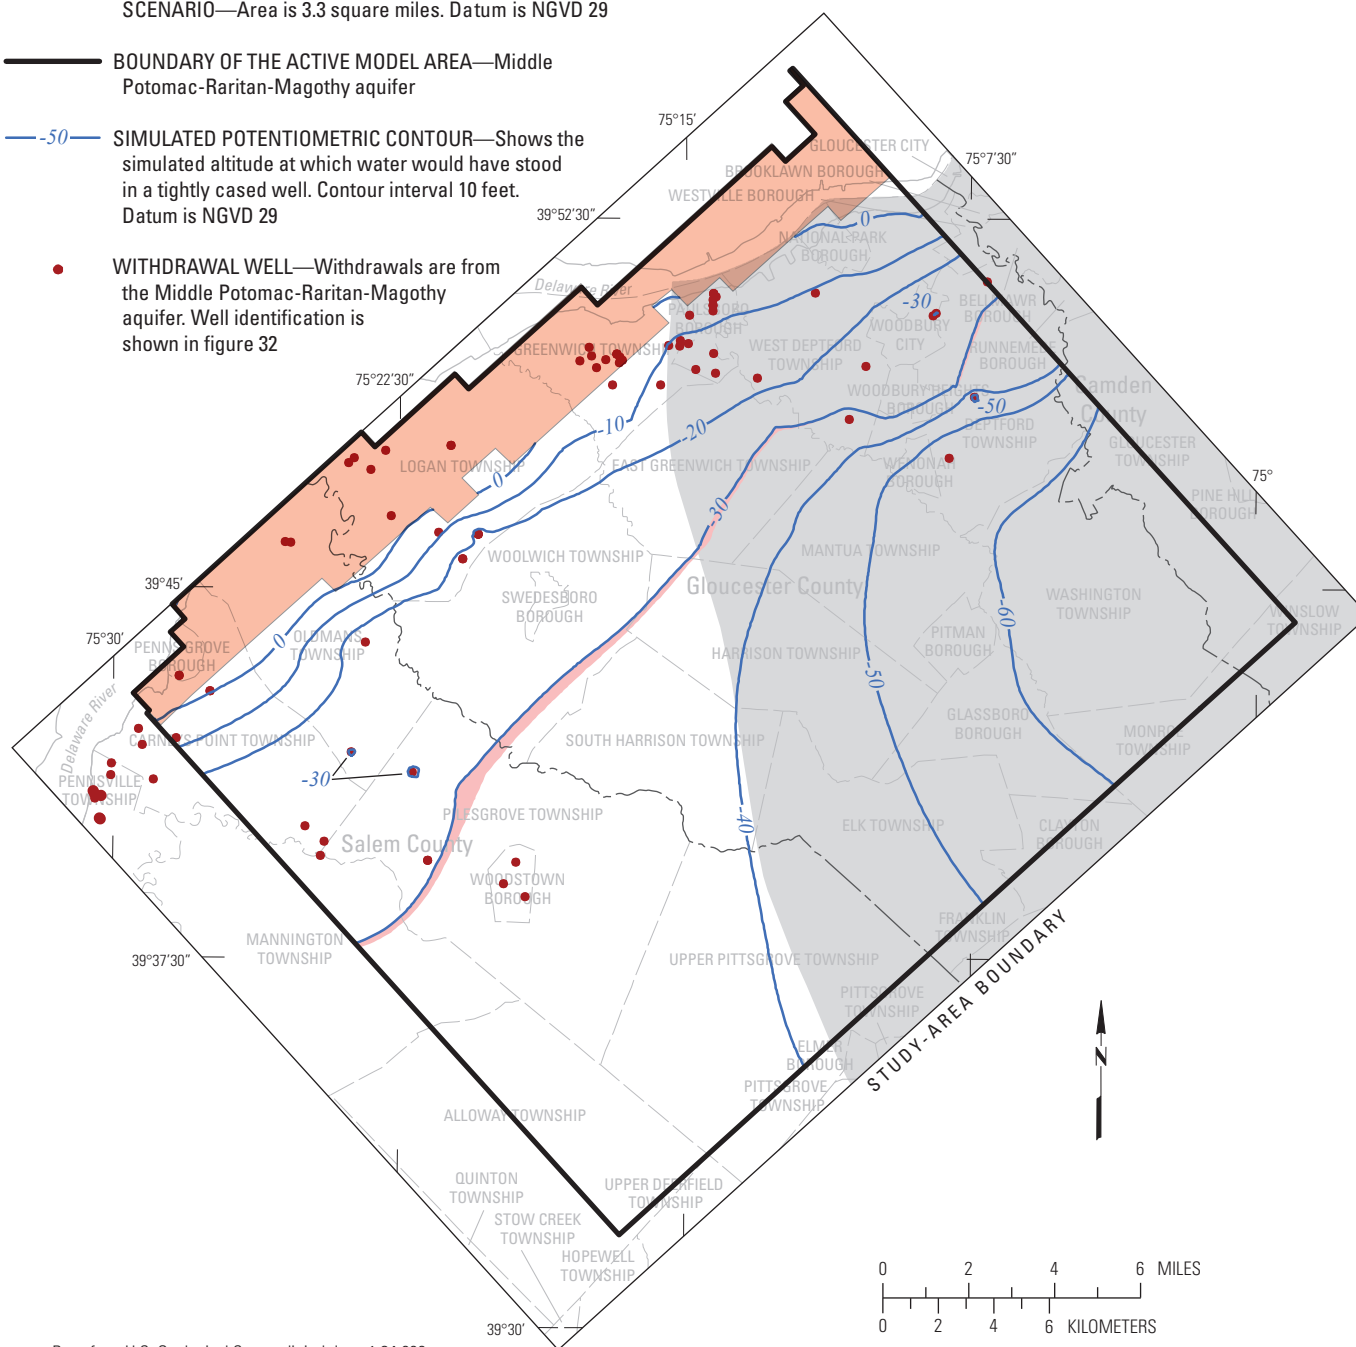 SCENARIO—Area is 3.3 square miles. Datum is NGVD 29
BOUNDARY OF THE ACTIVE MODEL AREA—Middle
Potomac-Raritan-Magothy aquifer
-50
SIMULATED POTENTIOMETRIC CONTOUR—Shows the
simulated altitude at which water would have stood
in a tightly cased well. Contour interval 10 feet.
Datum is NGVD 29
WITHDRAWAL WELL—Withdrawals are from
the Middle Potomac-Raritan-Magothy
aquifer. Well identification is
shown in figure 32
75°15’
75°7’30”
39°52’30”
75°22’30”
75°
39°45’
75°30’
39°37’30”
39°30’
GLOUCESTER CITY
BROOKLAWN BOROUGH
WESTVILLE BOROUGH
0
NATIONAL PARK
BOROUGH
Delaware River
-30
BELLMAWR
BOROUGH
PAULSBORO
BOROUGH
WOODBURY
CITY
GREENWICH TOWNSHIP
WEST DEPTFORD
TOWNSHIP
RUNNEMEDE
BOROUGH
WOODBURY HEIGHTS
BOROUGH
-50
Camden
County
-10
-20
DEPTFORD
TOWNSHIP
GLOUCESTER
TOWNSHIP
LOGAN TOWNSHIP
0
EAST GREENWICH TOWNSHIP
WENONAH
BOROUGH
PINE HILL
BOROUGH
-30
WOOLWICH TOWNSHIP
MANTUA TOWNSHIP
Gloucester County
SWEDESBORO
BOROUGH
WASHINGTON
TOWNSHIP
WINSLOW
TOWNSHIP
-60
0
OLDMANS
TOWNSHIP
PENNS GROVE
BOROUGH
PITMAN
BOROUGH
HARRISON TOWNSHIP
-50
Delaware River
CARNEYS POINT TOWNSHIP
SOUTH HARRISON TOWNSHIP
GLASSBORO
BOROUGH
MONROE
TOWNSHIP
-30
PENNSVILLE
TOWNSHIP
PILESGROVE TOWNSHIP
-40
ELK TOWNSHIP
CLAYTON
BOROUGH
Salem County
WOODSTOWN
BOROUGH
FRANKLIN
TOWNSHIP
MANNINGTON
TOWNSHIP
UPPER PITTSGROVE TOWNSHIP
PITTSGROVE
TOWNSHIP
STUDY-AREA BOUNDARY
ELMER
BOROUGH
PITTSGROVE
TOWNSHIP
ALLOWAY TOWNSHIP
QUINTON
TOWNSHIP
UPPER DEERFIELD
TOWNSHIP
STOW CREEK
TOWNSHIP
HOPEWELL
TOWNSHIP
N
0 2 4 6 MILES
0 2 4 6 KILOMETERS